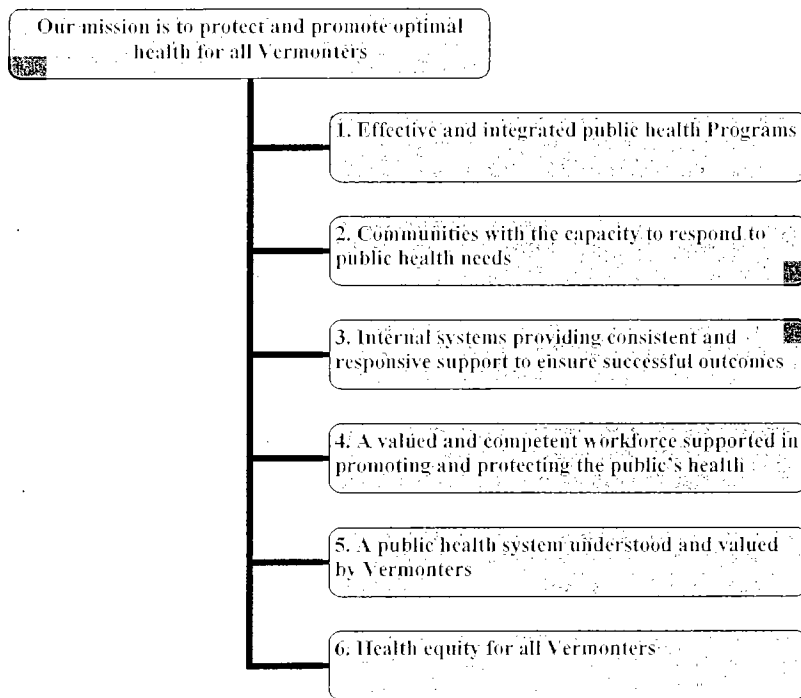 Our mission is to protect and promote optimal
health for all Vermonters
1. Effective and integrated public health Programs
2. Communities with the capacity to respond to
public health needs
3. Internal systems providing consistent and
responsive support to ensure successful outcomes
4. A valued and competent workforce supported in
promoting and protecting the public's health
5. A public health system understood and valued
by Vermonters
6. Health equity for all Vermonters